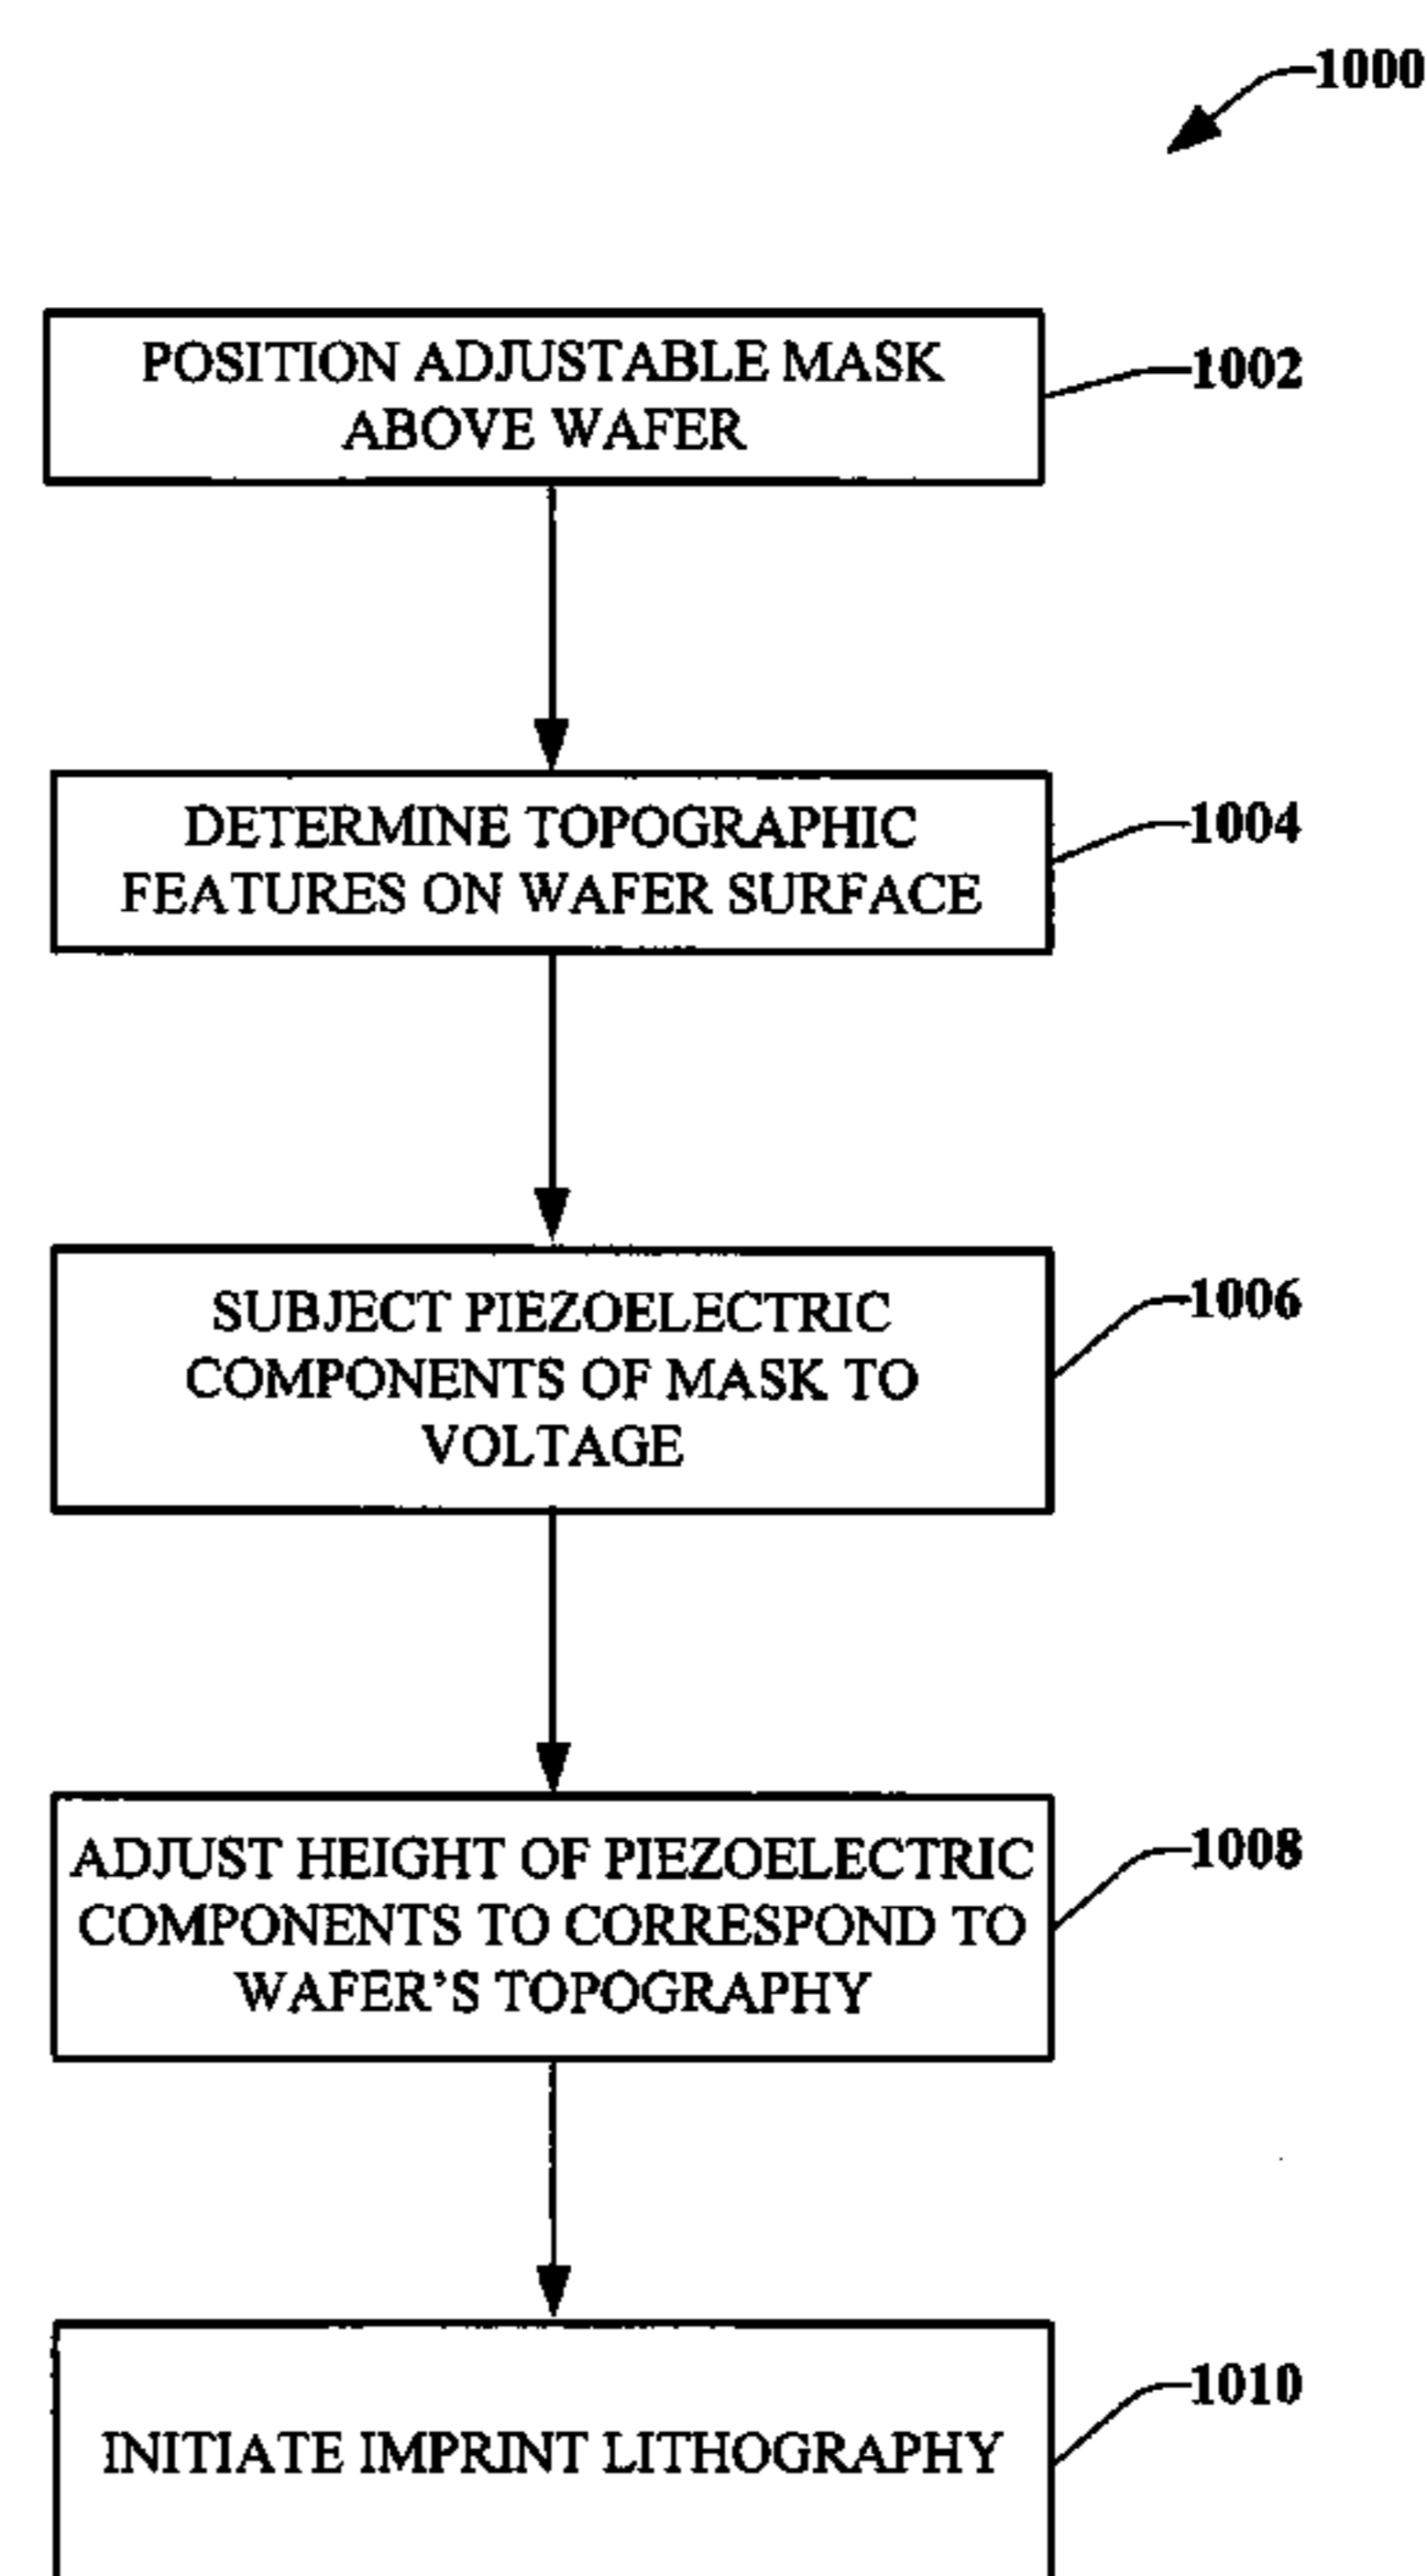 1000
POSITION ADJUSTABLE MASK
ABOVE WAFER
1002
DETERMINE TOPOGRAPHIC
FEATURES ON WAFER SURFACE
1004
SUBJECT PIEZOELECTRIC
COMPONENTS OF MASK TO
VOLTAGE
1006
ADJUST HEIGHT OF PIEZOELECTRIC
COMPONENTS TO CORRESPOND TO
WAFER'S TOPOGRAPHY
1008
INITIATE IMPRINT LITHOGRAPHY
1010